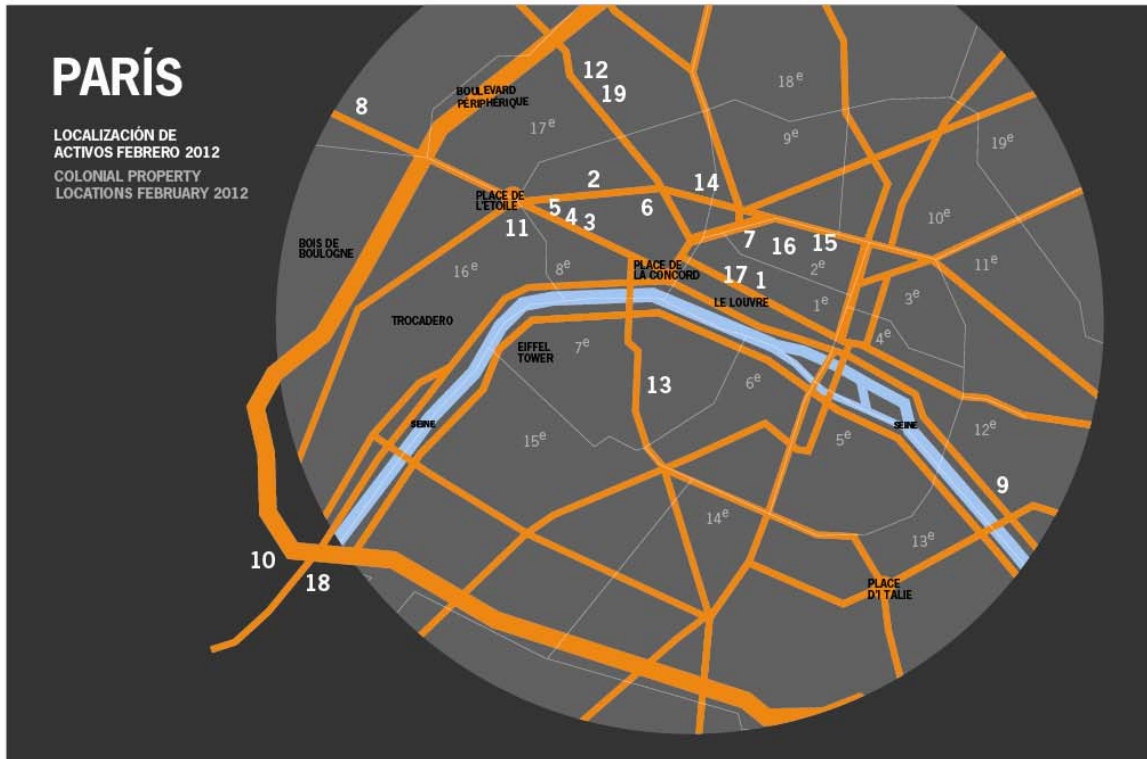 PARÍS
LOCALIZACIÓN DE
ACTIVOS FEBRERO 2012
COLONIAL PROPERTY
LOCATIONS FEBRUARY 2012
12
18e
8
BOULEVARD
PÉRIPHÉRIQUE
19
17e
9e
19e
2
14
PLACE DE
L'ETOILE
5
4
3
6
10e
11
7
16
15
BOIS DE
BOULOGNE
16e
8e
PLACE DE
LA CONCORD
17
1
2e
11e
LE LOUVRE
1e
3e
TROCADERO
4e
EIFFEL
TOWER
7e
13
6e
SEINE
15e
5e
SEINE
12e
9
14e
13e
10
18
PLACE
D'I TALIE